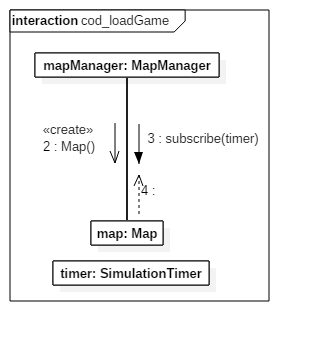 interaction cod_loadGame
mapManager: MapManager
«create»
2 : Map()
3 : subscribe(timer)
4 :
map: Map
timer: SimulationTimer